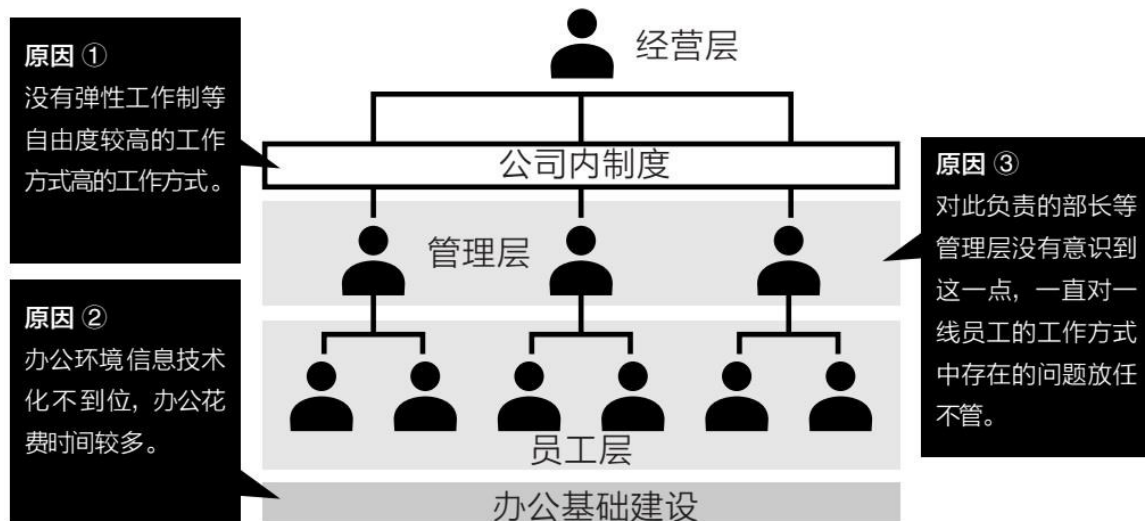 原因 ①
没有弹性工作制等
自由度较高的工作
方式高的工作方式。
原因 ②
办公环境信息技术
化不到位，办公花
费时间较多。
经营层
公司内制度
管理层
员工层
办公基础建设
原因 ③
对此负责的部长等
管理层没有意识到
这一点，一直对一
线员工的工作方式
中存在的问题放任
不管。